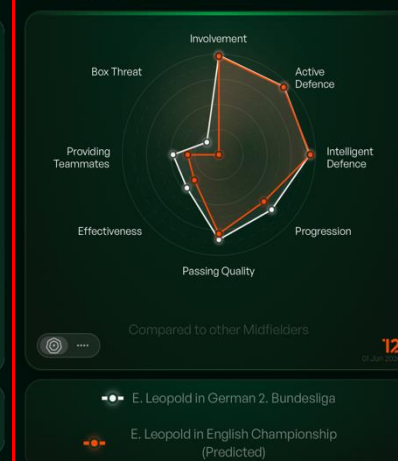 Involvement
Box Threat
Active
Defence
Providing
Teammates
Intelligent
Defence
Effectiveness
Progression
Passing Quality
Compared to other Midfielders
'12
E. Leopold in German 2. Bundesliga
E. Leopold in English Championship
(Predicted)